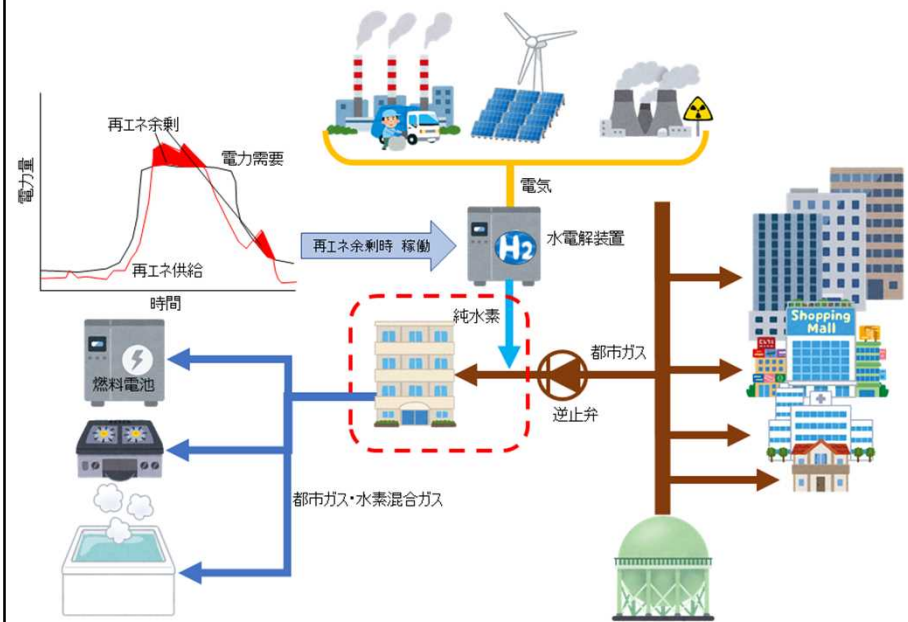 再エネ余剰
電力需要
電力量
再エネ供給
時間
電気
再エネ余剰時 稼働
H2
水電解装置
純水素
都市ガス
逆止弁
Shopping
Mall
燃料電池
都市ガス・水素混合ガス